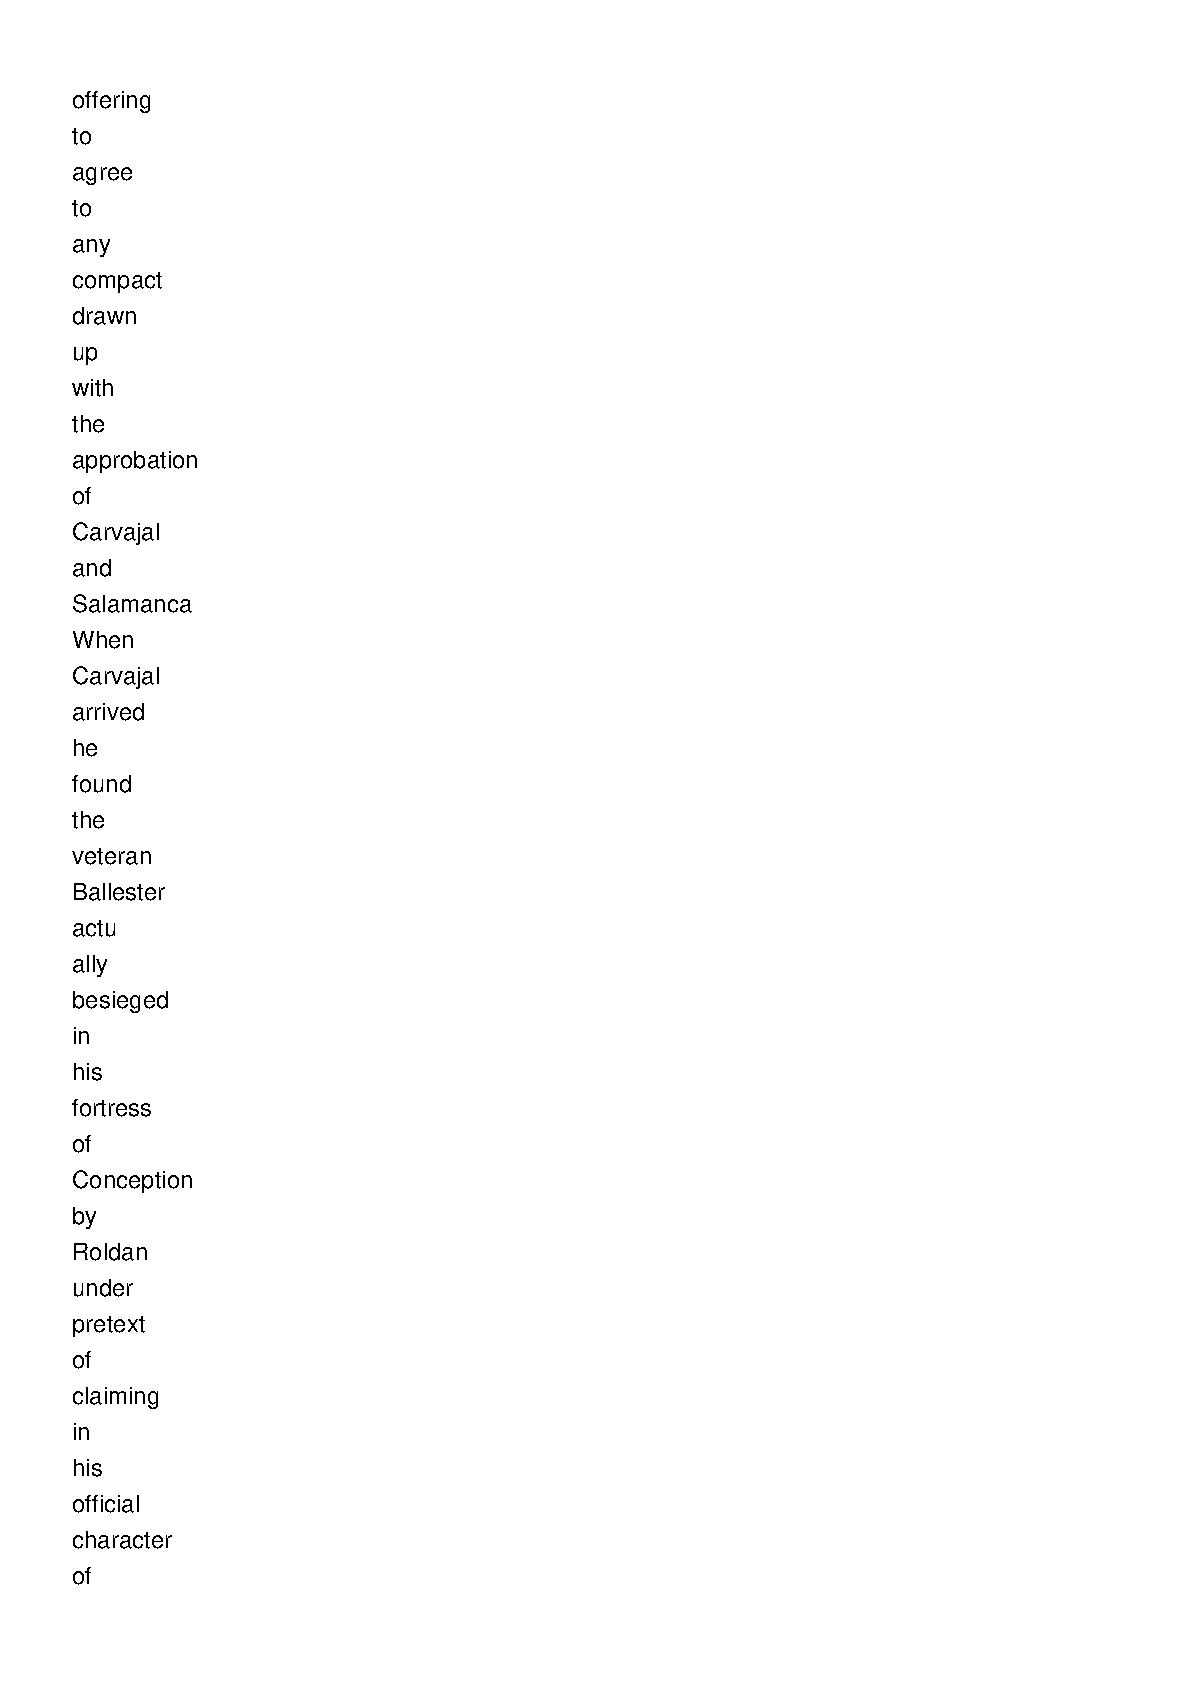 offering
to
agree
to
any
compact
drawn
up
with
the
approbation
of
Carvajal
and
Salamanca
When
Carvajal
arrived
he
found
the
veteran
Ballester
actu
ally
besieged
in
his
fortress
of
Conception
by
Roldan
under
pretext
of
claiming
in
his
official
character
of